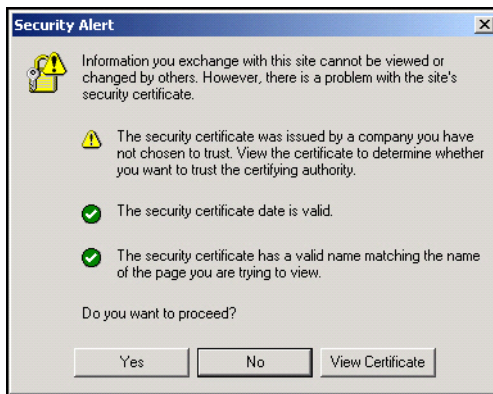 Security Alert
Information you exchange with this site cannot be viewed or
changed by others. However, there is a problem with the site's
security certificate.
The security certificate was issued by a company you have
not chosen to trust. View the certificate to determine whether
you want to trust the certifying authority.
The security certificate date is valid.
The security certificate has a valid name matching the name
of the page you are trying to view.
Do you want to proceed?
Yes
No
View Certificate